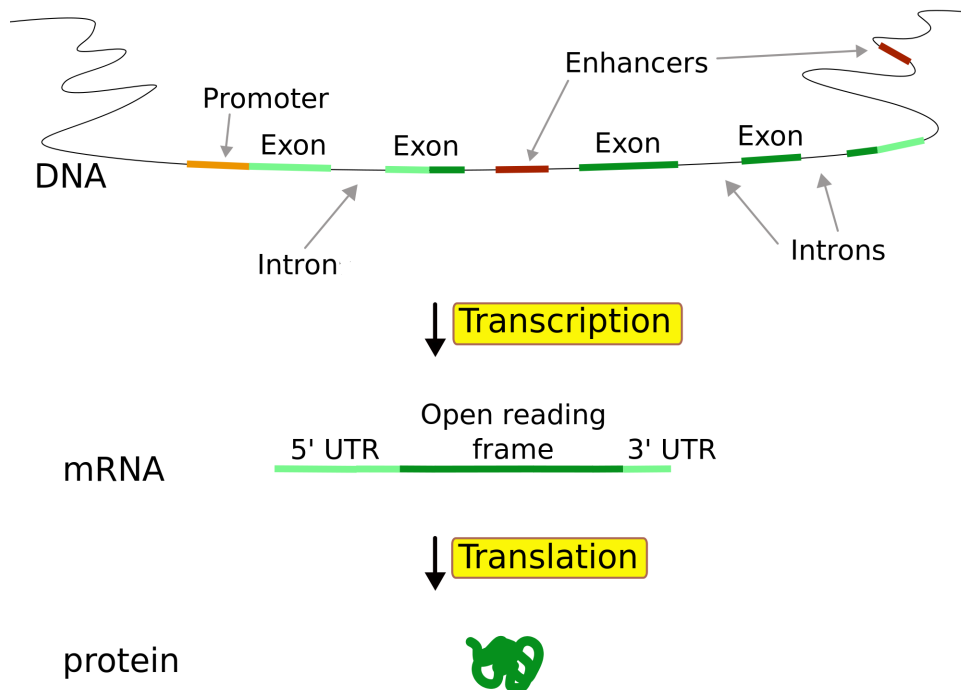 Enhancers
Promoter
Exon
Exon
Exon
Exon
DNA
Intron
Introns
Transcription
Open reading
frame
5' UTR
3' UTR
mRNA
Translation
protein